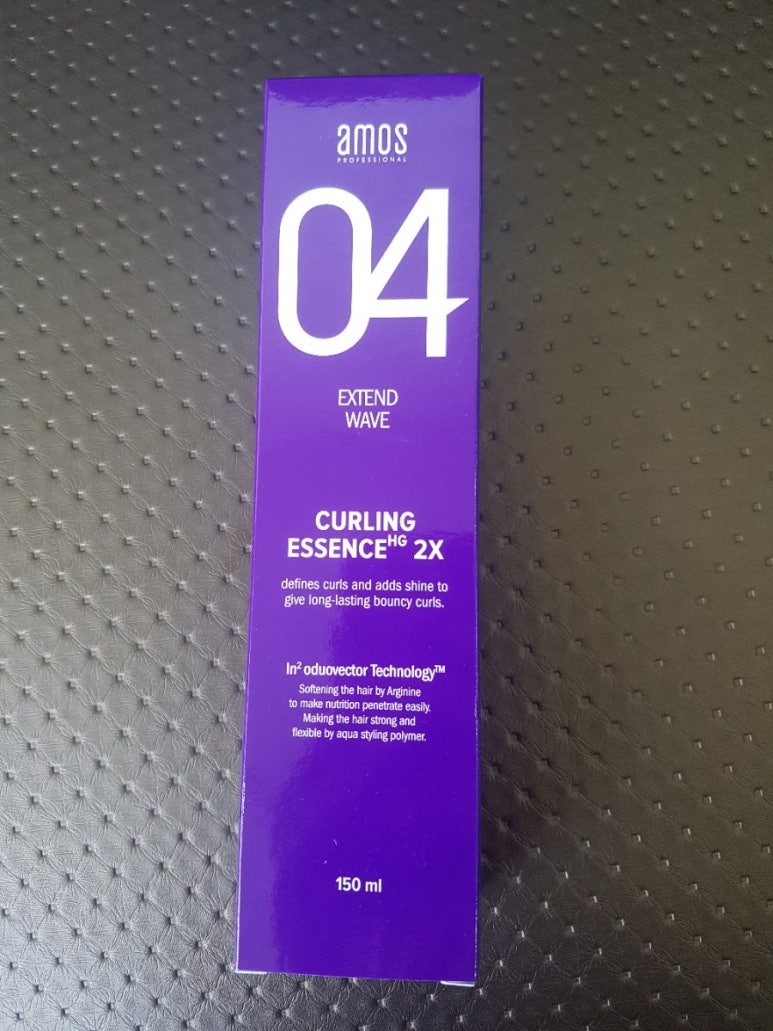 amos
PROFESSIONAL
04
EXTEND
WAVE
CURLING
ESSENCEᴴᴳ 2X
defines curls and adds shine to
give long-lasting bouncy curls.
In² oduovector Technology™
Softening the hair by Arginine
to make nutrition penetrate easily.
Making the hair strong and
flexible by aqua styling polymer.
150 ml